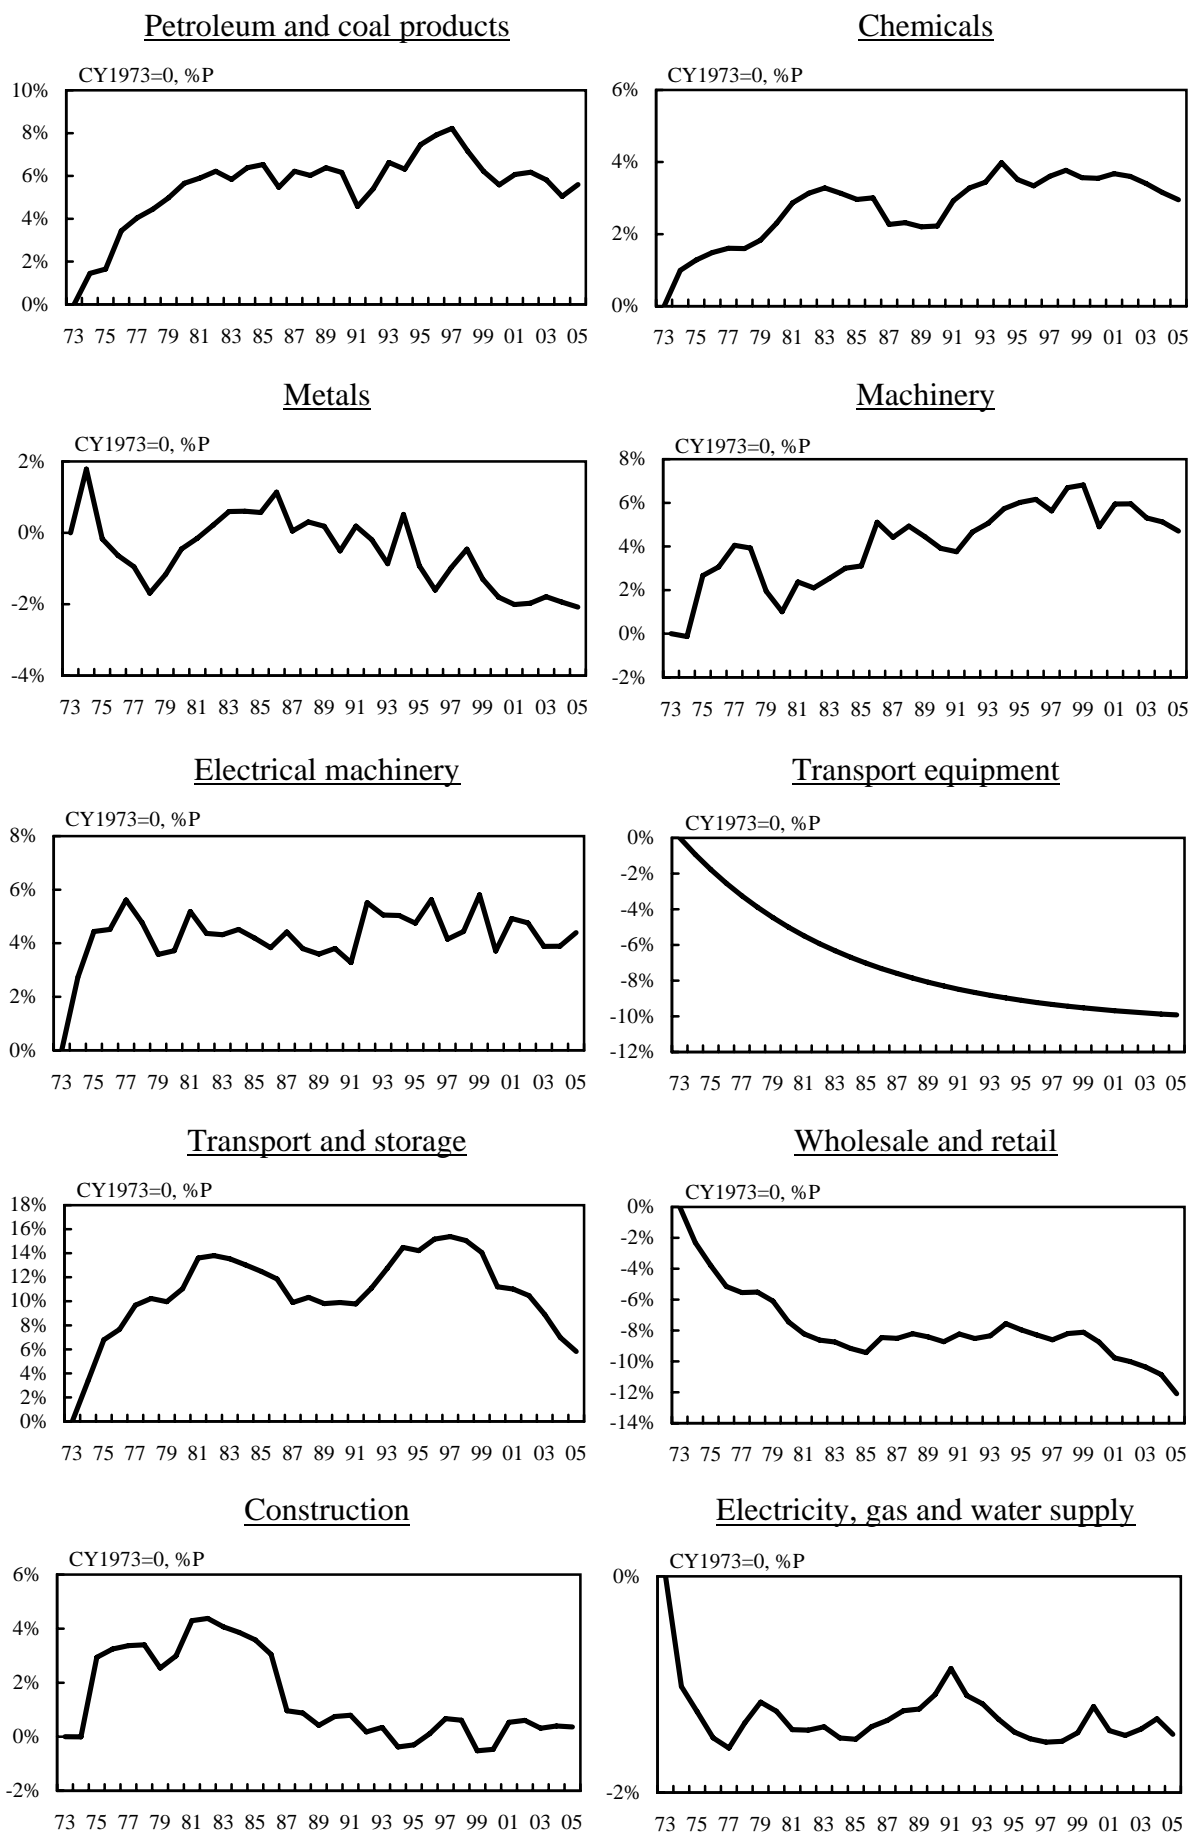 Petroleum and coal products
CY1973=0, %P
10%
8%
6%
4%
2%
0%
73 75 77 79 81 83 85 87 89 91 93 95 97 99 01 03 05
Chemicals
CY1973=0, %P
6%
4%
2%
0%
73 75 77 79 81 83 85 87 89 91 93 95 97 99 01 03 05
Metals
CY1973=0, %P
2%
0%
-2%
-4%
73 75 77 79 81 83 85 87 89 91 93 95 97 99 01 03 05
Machinery
CY1973=0, %P
8%
6%
4%
2%
0%
-2%
73 75 77 79 81 83 85 87 89 91 93 95 97 99 01 03 05
Electrical machinery
CY1973=0, %P
8%
6%
4%
2%
0%
73 75 77 79 81 83 85 87 89 91 93 95 97 99 01 03 05
Transport equipment
CY1973=0, %P
0%
-2%
-4%
-6%
-8%
-10%
-12%
73 75 77 79 81 83 85 87 89 91 93 95 97 99 01 03 05
Transport and storage
CY1973=0, %P
18%
16%
14%
12%
10%
8%
6%
4%
2%
0%
73 75 77 79 81 83 85 87 89 91 93 95 97 99 01 03 05
Wholesale and retail
CY1973=0, %P
0%
-2%
-4%
-6%
-8%
-10%
-12%
-14%
73 75 77 79 81 83 85 87 89 91 93 95 97 99 01 03 05
Construction
CY1973=0, %P
6%
4%
2%
0%
-2%
73 75 77 79 81 83 85 87 89 91 93 95 97 99 01 03 05
Electricity, gas and water supply
CY1973=0, %P
0%
-2%
73 75 77 79 81 83 85 87 89 91 93 95 97 99 01 03 05